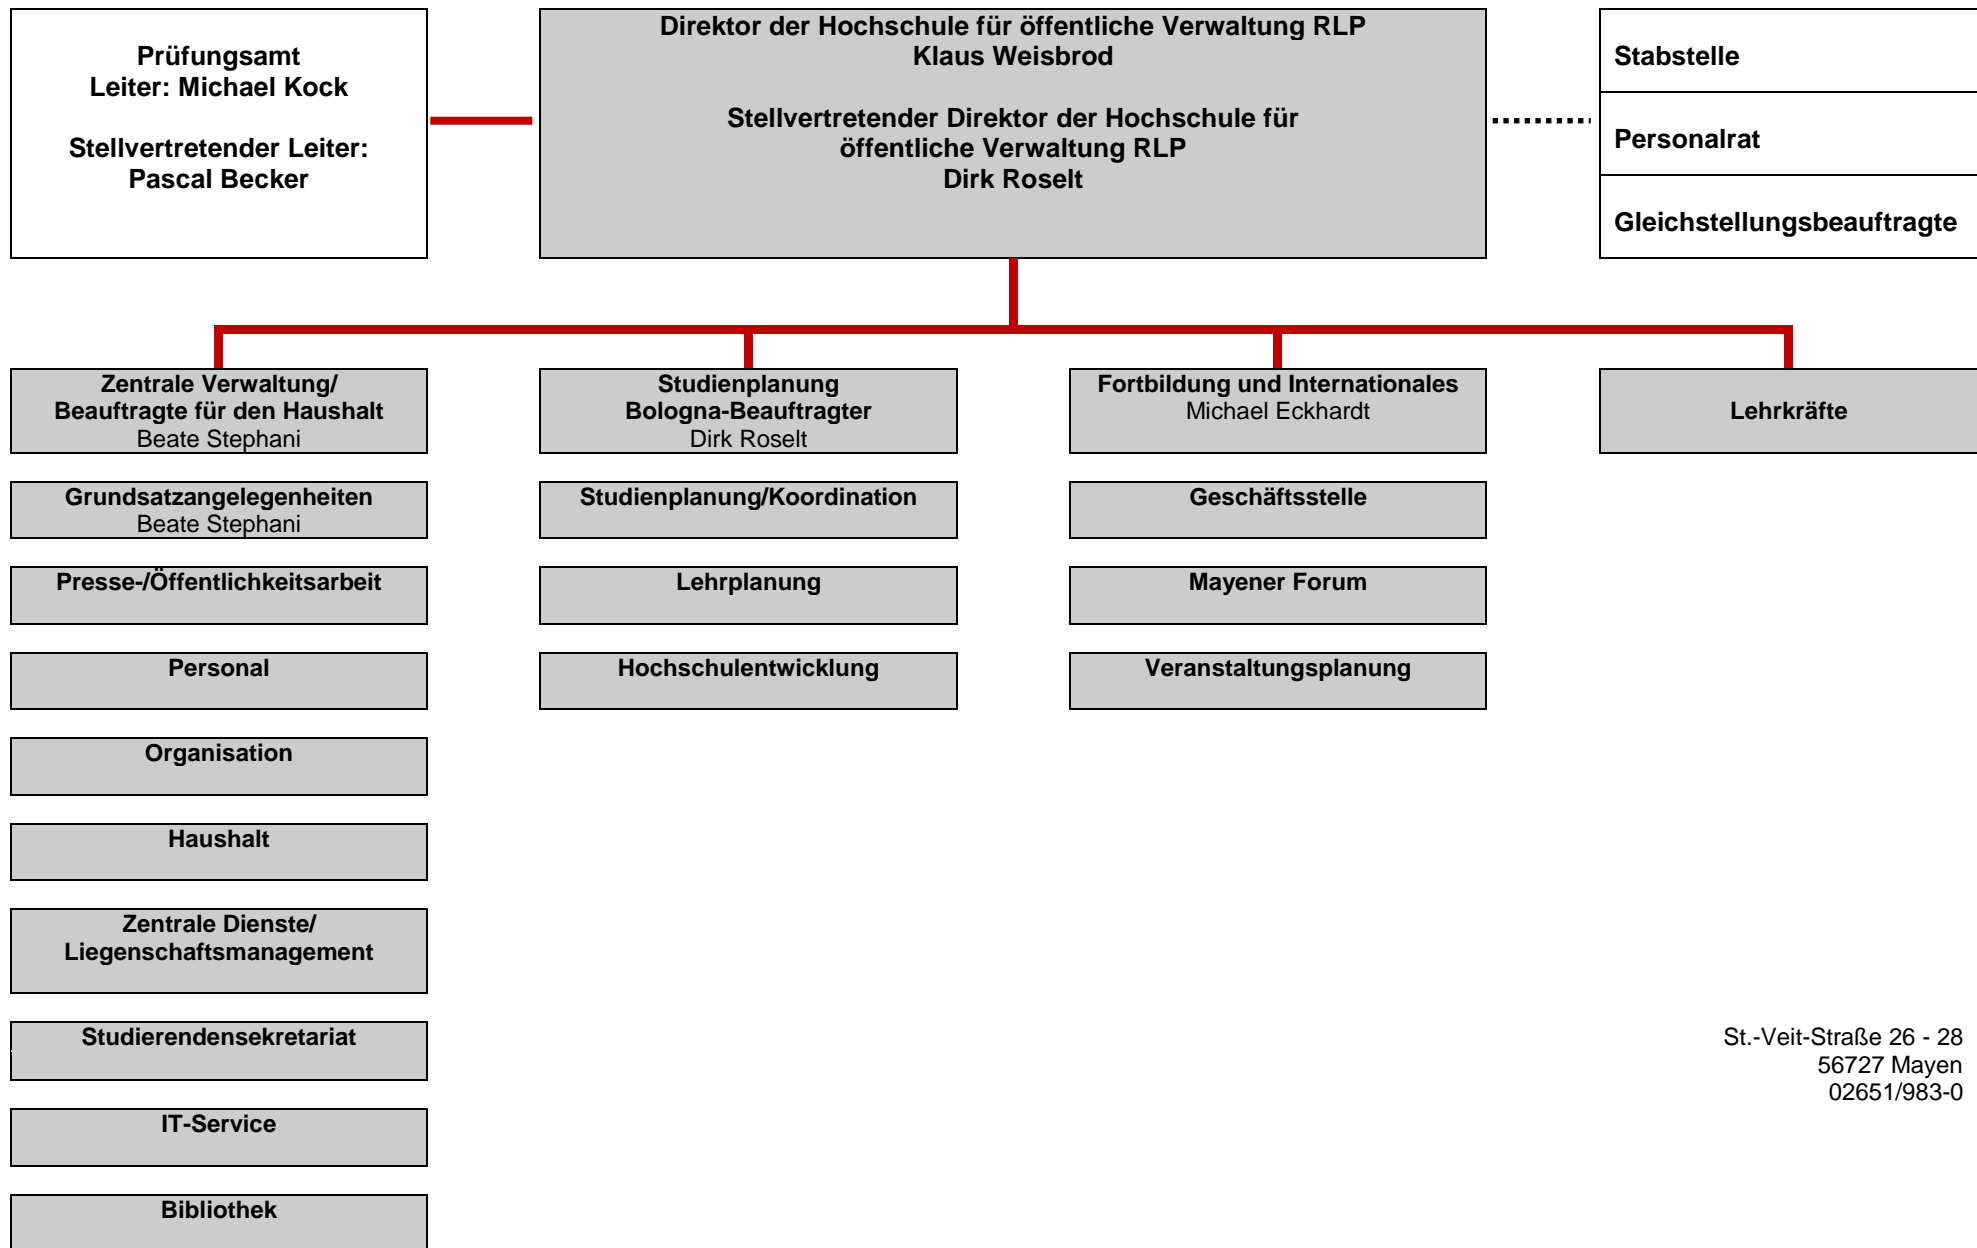 Prüfungsamt
Leiter: Michael Kock
Stellvertretender Leiter:
Pascal Becker
Direktor der Hochschule für öffentliche Verwaltung RLP
Klaus Weisbrod
Stellvertretender Direktor der Hochschule für
öffentliche Verwaltung RLP
Dirk Roselt
Stabstelle
Personalrat
Gleichstellungsbeauftragte
Zentrale Verwaltung/
Beauftragte für den Haushalt
Beate Stephani
Grundsatzangelegenheiten
Beate Stephani
Presse-/Öffentlichkeitsarbeit
Personal
Organisation
Haushalt
Zentrale Dienste/
Liegenschaftsmanagement
Studierendensekretariat
IT-Service
Bibliothek
Studienplanung
Bologna-Beauftragter
Dirk Roselt
Studienplanung/Koordination
Lehrplanung
Hochschulentwicklung
Fortbildung und Internationales
Michael Eckhardt
Geschäftsstelle
Mayener Forum
Veranstaltungsplanung
Lehrkräfte
St.-Veit-Straße 26 - 28
56727 Mayen
02651/983-0